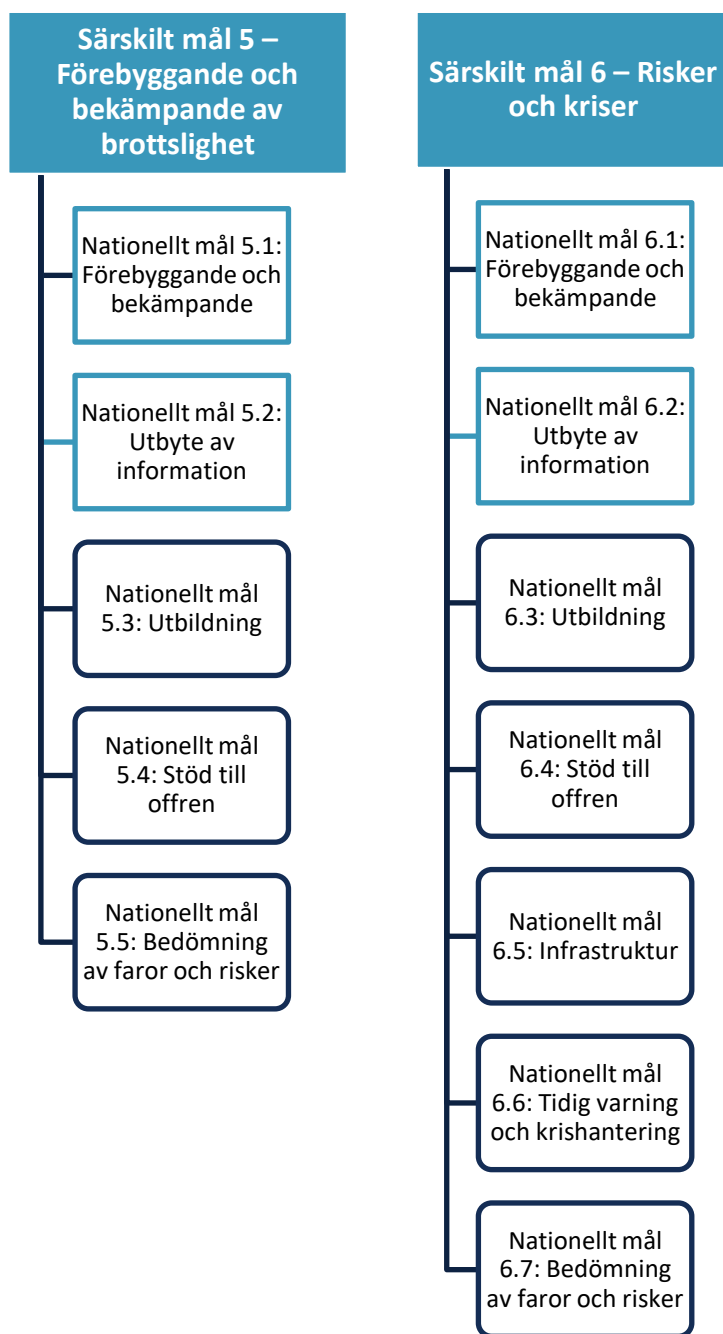 Särskilt mål 5 –
Förebyggande och
bekämpande av
brottslighet
Nationellt mål 5.1:
Förebyggande och
bekämpande
Nationellt mål 5.2:
Utbyte av
information
Nationellt mål
5.3: Utbildning
Nationellt mål
5.4: Stöd till
offren
Nationellt mål
5.5: Bedömning
av faror och risker
Särskilt mål 6 – Risker
och kriser
Nationellt mål 6.1:
Förebyggande och
bekämpande
Nationellt mål 6.2:
Utbyte av
information
Nationellt mål
6.3: Utbildning
Nationellt mål
6.4: Stöd till
offren
Nationellt mål
6.5: Infrastruktur
Nationellt mål
6.6: Tidig varning
och krishantering
Nationellt mål
6.7: Bedömning
av faror och risker